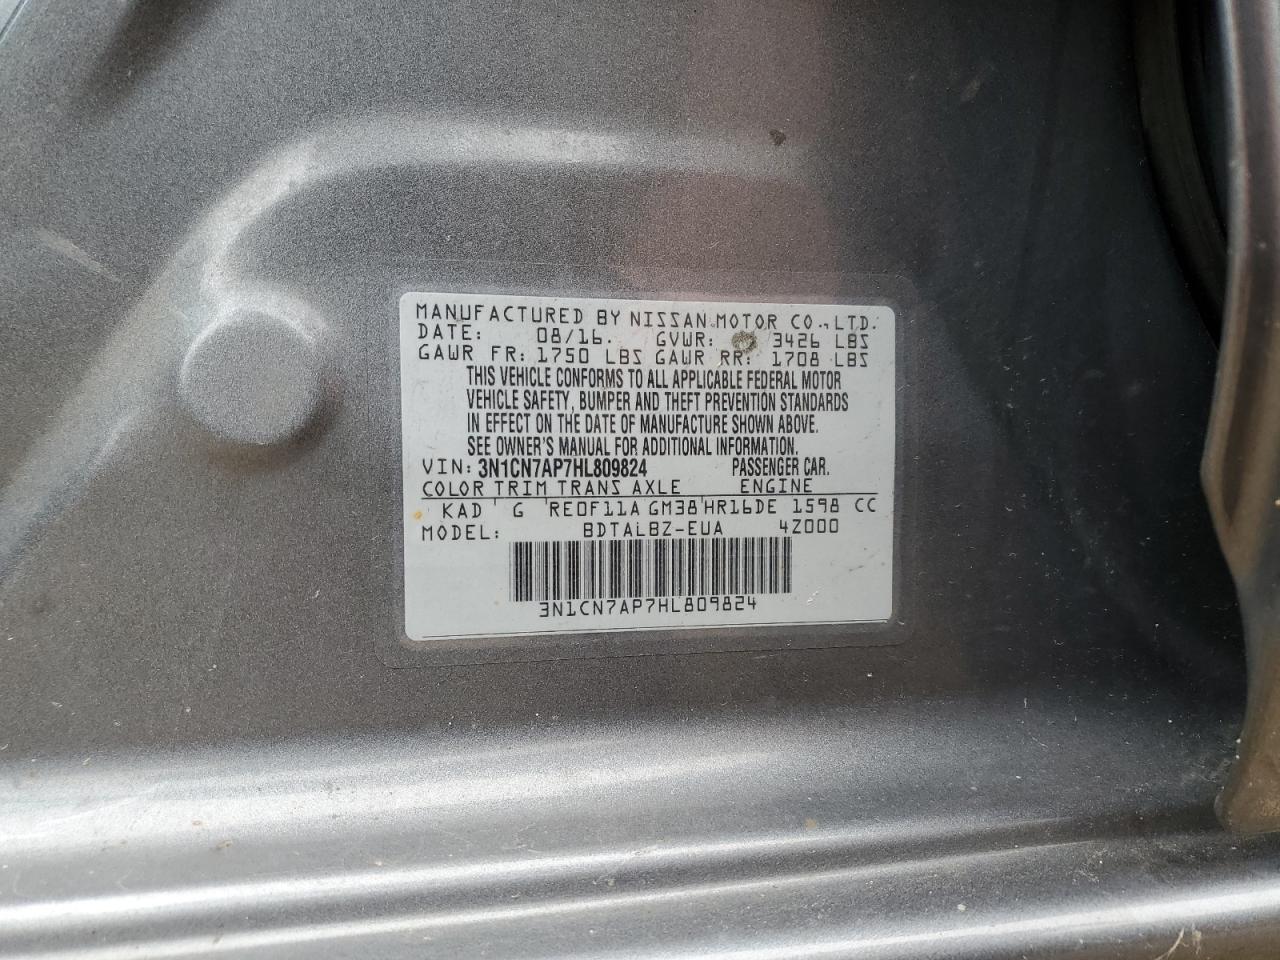 MANUFACTURED BY NISSAN MOTOR CO., LTD.
DATE: 08/16. GVWR: 3426 LBS
GAWR FR: 1750 LBS GAWR RR: 1708 LBS
THIS VEHICLE CONFORMS TO ALL APPLICABLE FEDERAL MOTOR
VEHICLE SAFETY, BUMPER AND THEFT PREVENTION STANDARDS
IN EFFECT ON THE DATE OF MANUFACTURE SHOWN ABOVE.
SEE OWNER'S MANUAL FOR ADDITIONAL INFORMATION.
VIN: 3N1CN7AP7HL809824 PASSENGER CAR.
COLOR TRIM TRANS AXLE ENGINE
KAD G RE0F11A GM38 HR16DE 1598 CC
MODEL: BDTALBZ-EUA 4Z000
3N1CN7AP7HL809824